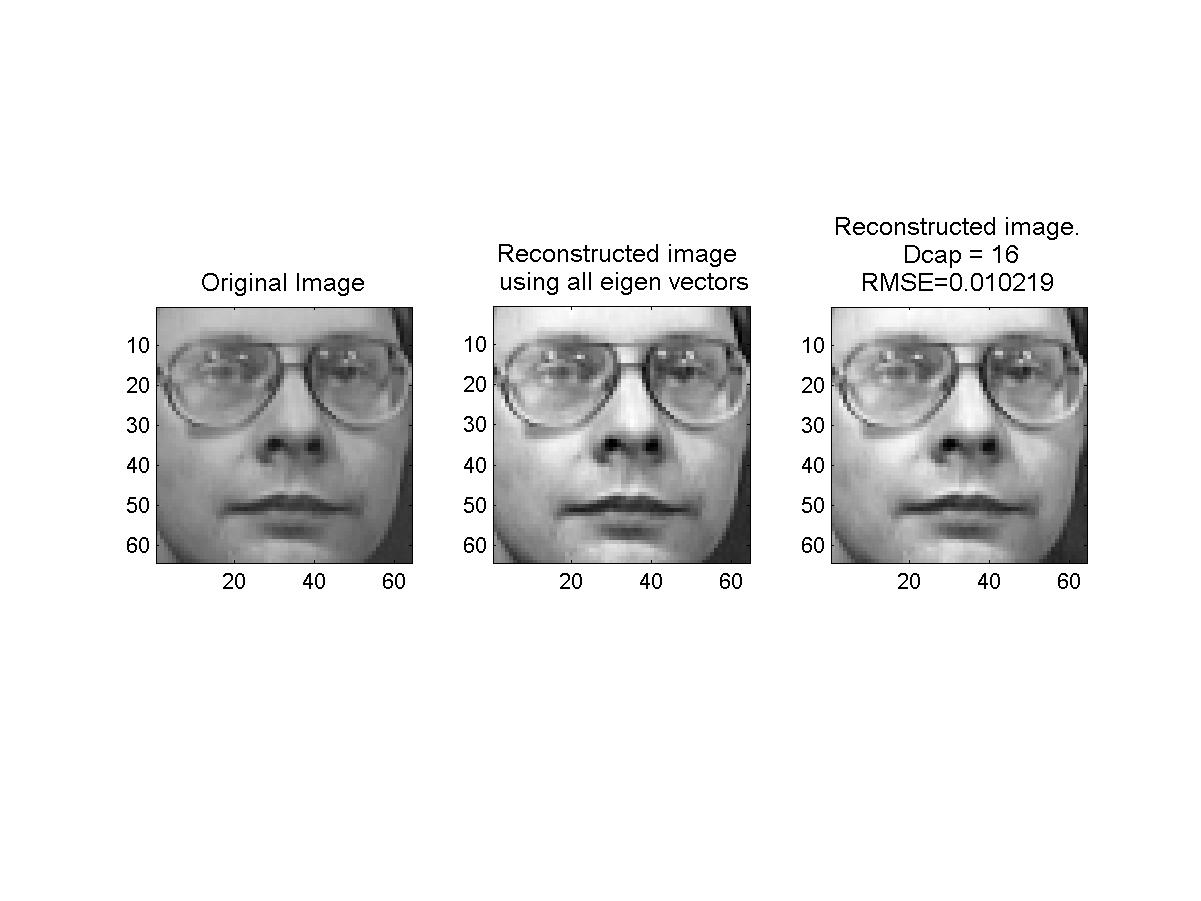 Original Image
10
20
30
40
50
60
20 40 60
Reconstructed image
using all eigen vectors
10
20
30
40
50
60
20 40 60
Reconstructed image.
Dcap = 16
RMSE=0.010219
10
20
30
40
50
60
20 40 60